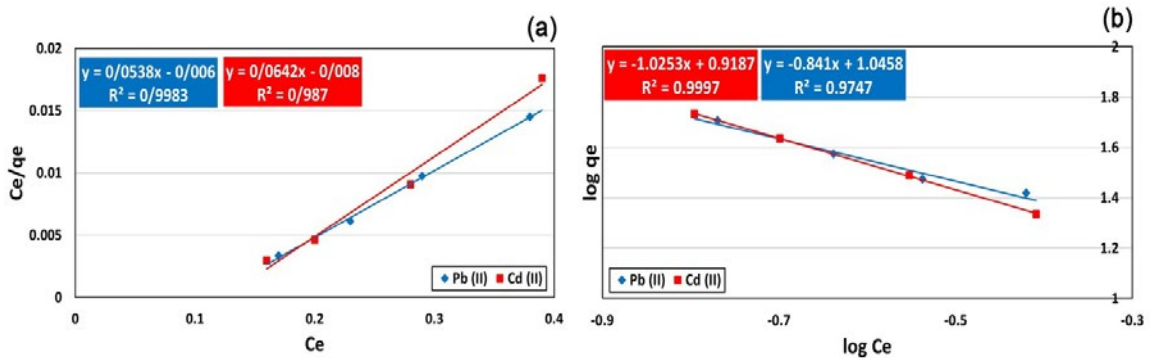 (a)
y = 0/0538x - 0/006
R² = 0/9983
y = 0/0642x - 0/008
R² = 0/987
0.02
0.015
0.01
0.005
0
Ce/qe
0
0.1
0.2
0.3
0.4
Ce
Pb (II)
Cd (II)
(b)
y = -1.0253x + 0.9187
R² = 0.9997
y = -0.841x + 1.0458
R² = 0.9747
2
1.8
1.6
1.4
1.2
1
log qe
-0.9
-0.7
-0.5
-0.3
log Ce
Pb (II)
Cd (II)